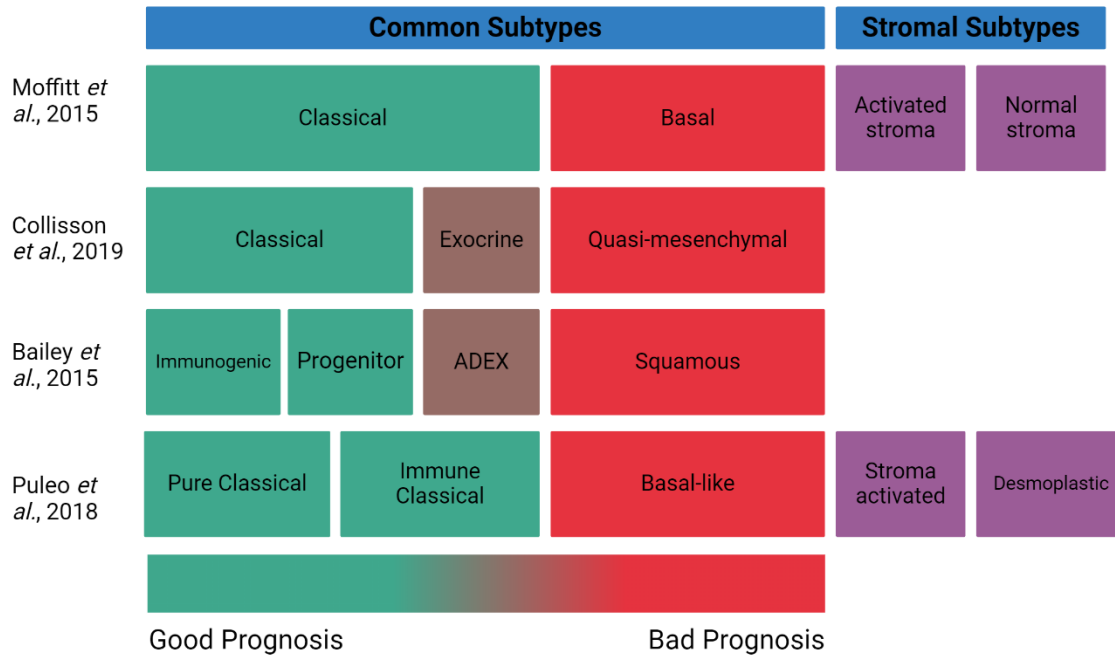 Common Subtypes
Stromal Subtypes
Moffitt et
al., 2015
Classical
Basal
Activated
stroma
Normal
stroma
Collisson
et al., 2019
Classical
Exocrine
Quasi-mesenchymal
Bailey et
al., 2015
Immunogenic
Progenitor
ADEX
Squamous
Puleo et
al., 2018
Pure Classical
Immune
Classical
Basal-like
Stroma
activated
Desmoplastic
Good Prognosis
Bad Prognosis